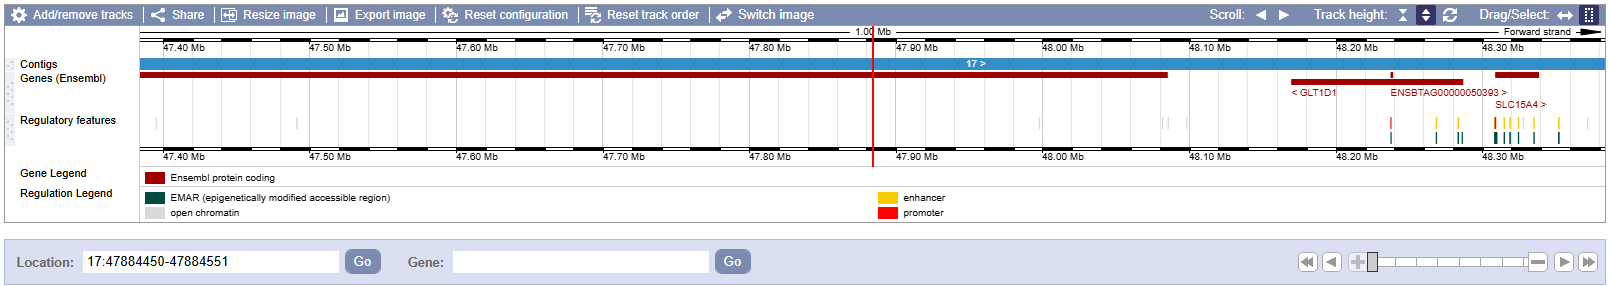 Add/remove tracks Share Resize image Export image Reset configuration Reset track order Switch image Scroll: Track height: Drag/Select:
1.00 Mb Forward strand
47.40 Mb 47.50 Mb 47.60 Mb 47.70 Mb 47.80 Mb 47.90 Mb 48.00 Mb 48.10 Mb 48.20 Mb 48.30 Mb
Contigs 17 >
Genes (Ensembl)
< GLT1D1 ENSBTAG00000050393 >
SLC15A4 >
Regulatory features
47.40 Mb 47.50 Mb 47.60 Mb 47.70 Mb 47.80 Mb 47.90 Mb 48.00 Mb 48.10 Mb 48.20 Mb 48.30 Mb
Gene Legend Ensembl protein coding
Regulation Legend EMAR (epigenetically modified accessible region) enhancer
open chromatin promoter
Location: 17:47884450-47884551 Go Gene: Go